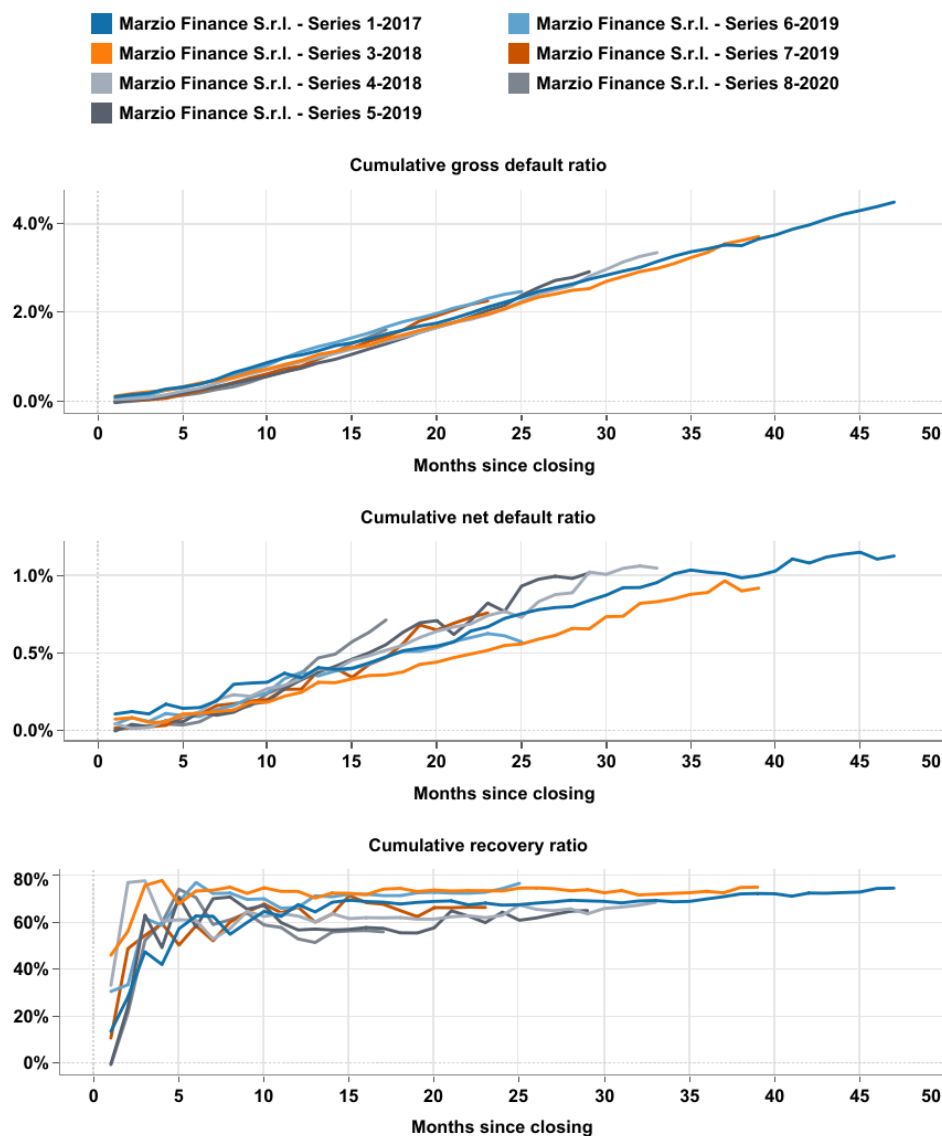 Marzio Finance S.r.l. - Series 1-2017
Marzio Finance S.r.l. - Series 3-2018
Marzio Finance S.r.l. - Series 4-2018
Marzio Finance S.r.l. - Series 5-2019
Marzio Finance S.r.l. - Series 6-2019
Marzio Finance S.r.l. - Series 7-2019
Marzio Finance S.r.l. - Series 8-2020
Cumulative gross default ratio
4.0%
2.0%
0.0%
0 5 10 15 20 25 30 35 40 45 50
Months since closing
Cumulative net default ratio
1.0%
0.5%
0.0%
0 5 10 15 20 25 30 35 40 45 50
Months since closing
Cumulative recovery ratio
80%
60%
40%
20%
0%
0 5 10 15 20 25 30 35 40 45 50
Months since closing